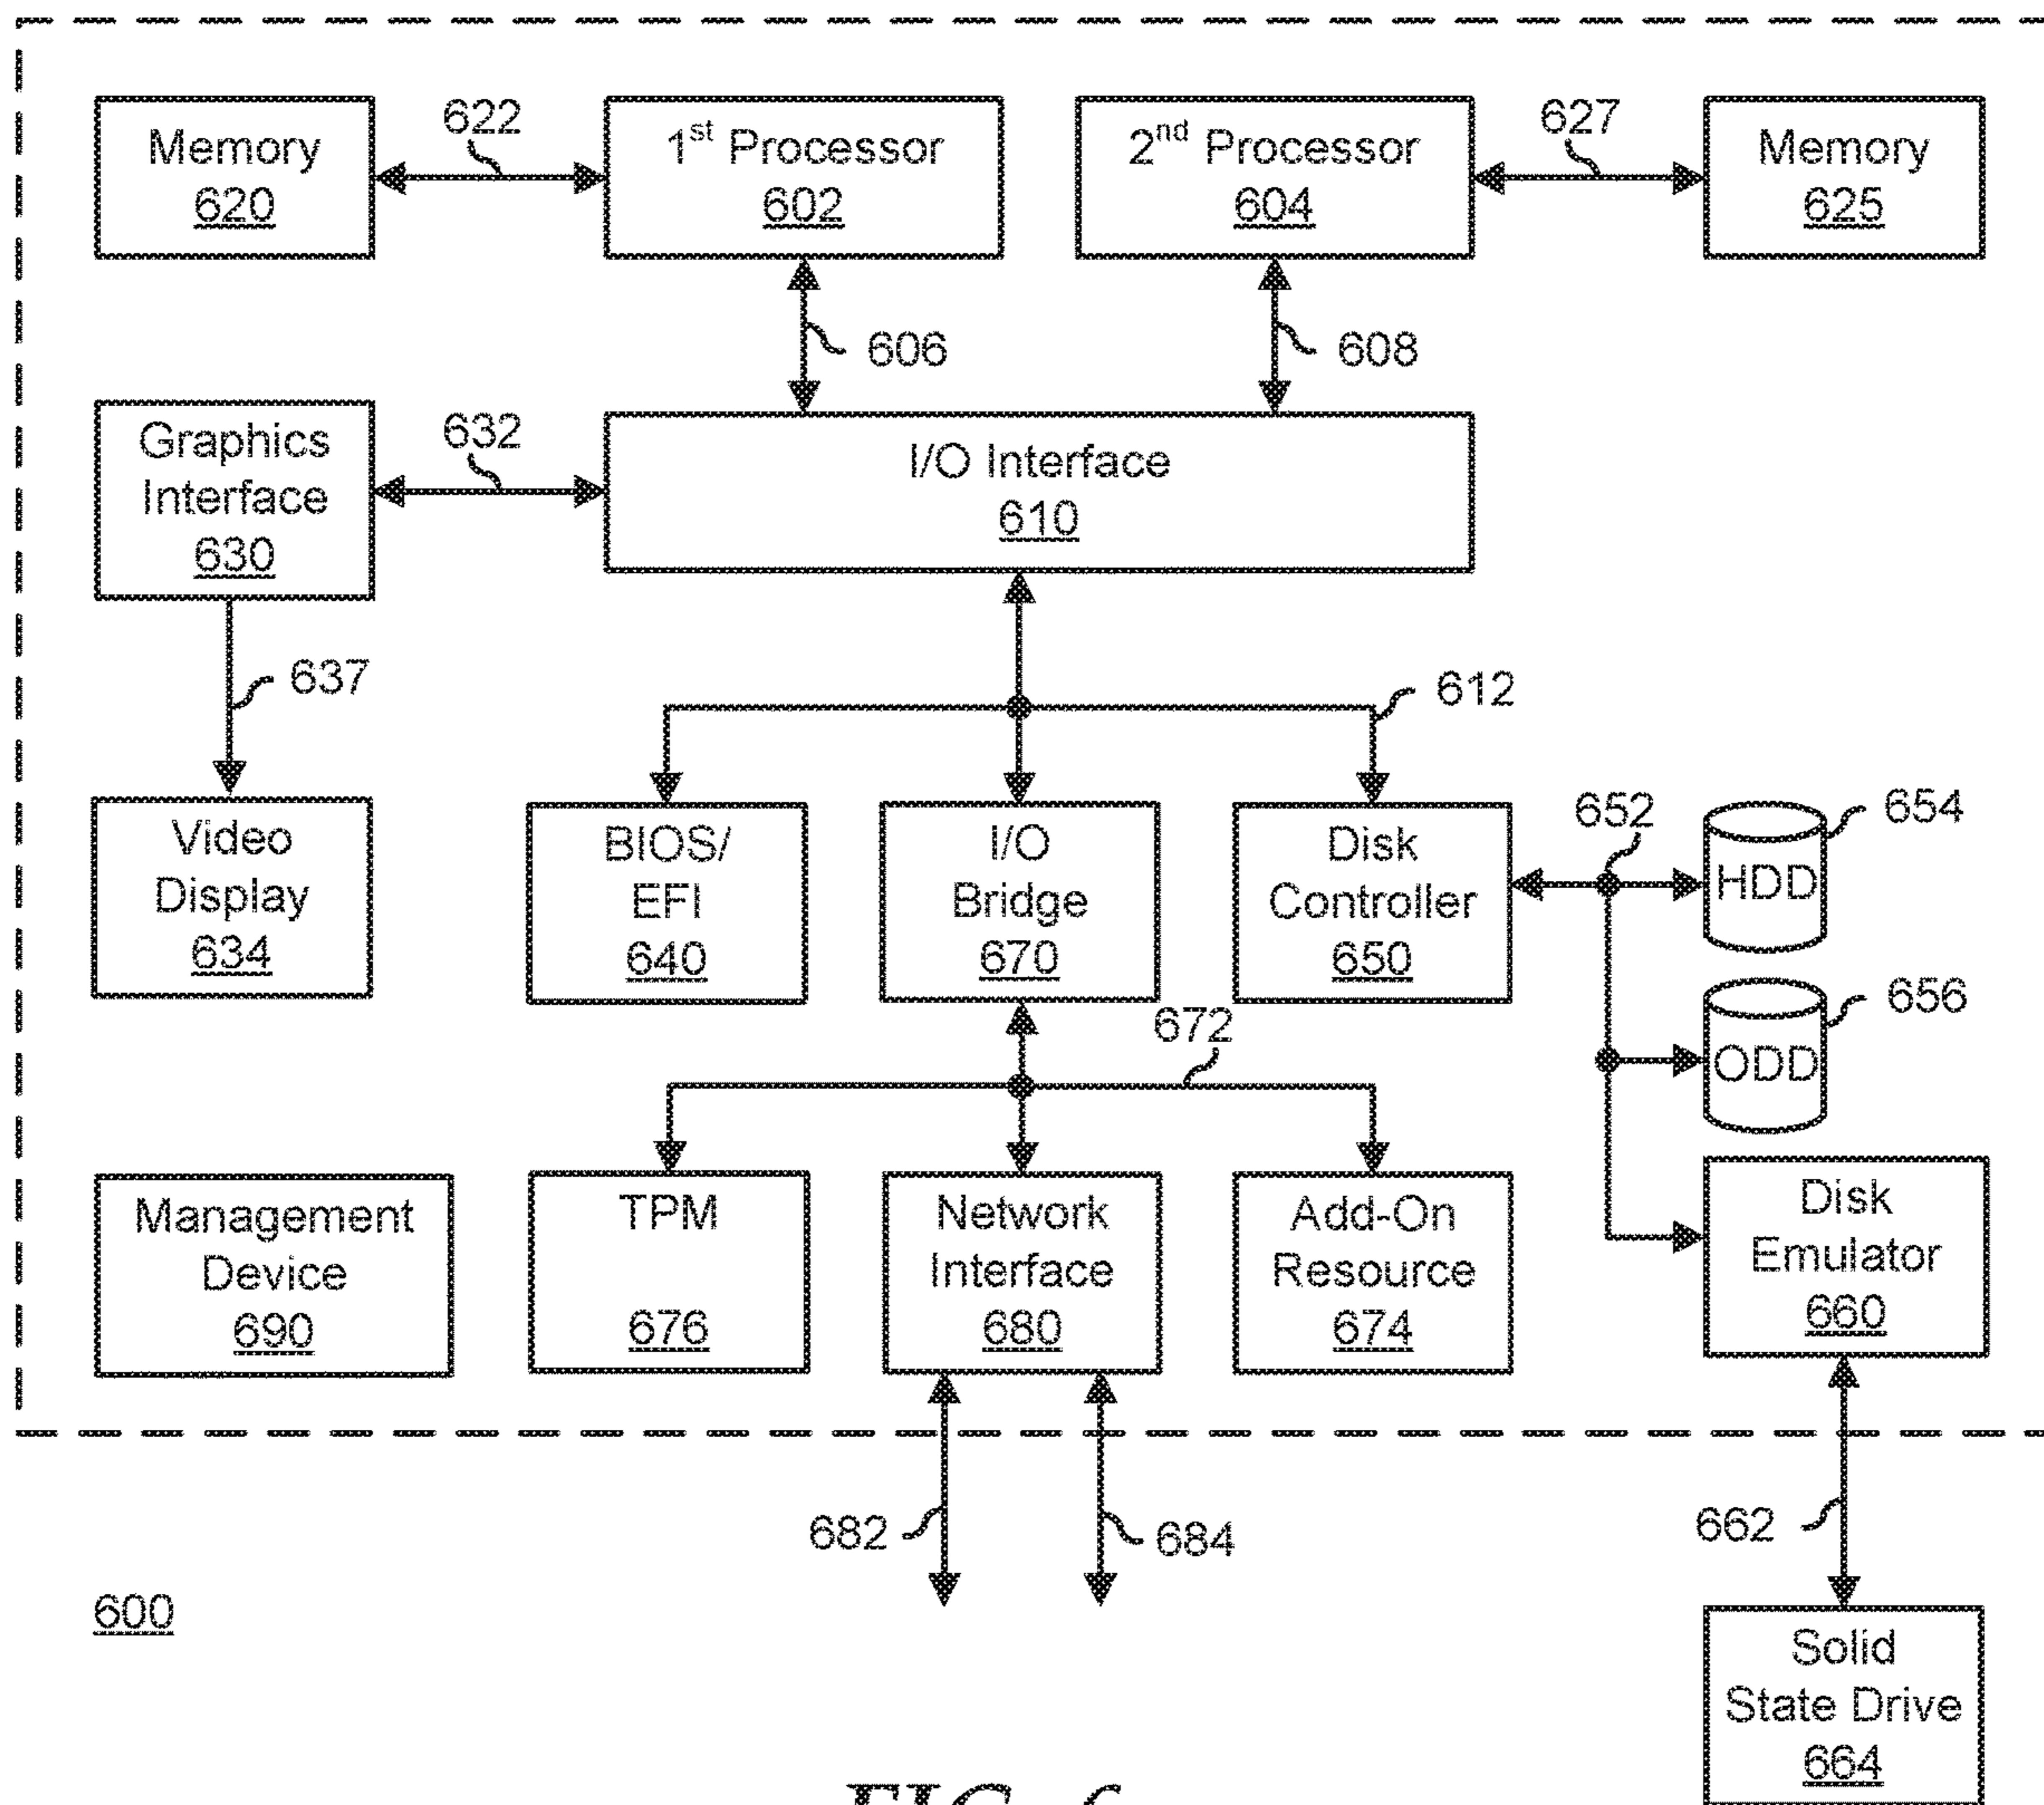 Memory
620
622
1st Processor
602
2nd Processor
604
627
Memory
625
606
608
Graphics
Interface
630
632
I/O Interface
610
637
612
Video
Display
634
BIOS/
EFI
640
I/O
Bridge
670
Disk
Controller
650
652
654
HDD
656
ODD
672
Management
Device
690
TPM
676
Network
Interface
680
Add-On
Resource
674
Disk
Emulator
660
682
684
662
600
Solid
State Drive
664
FIG. 6